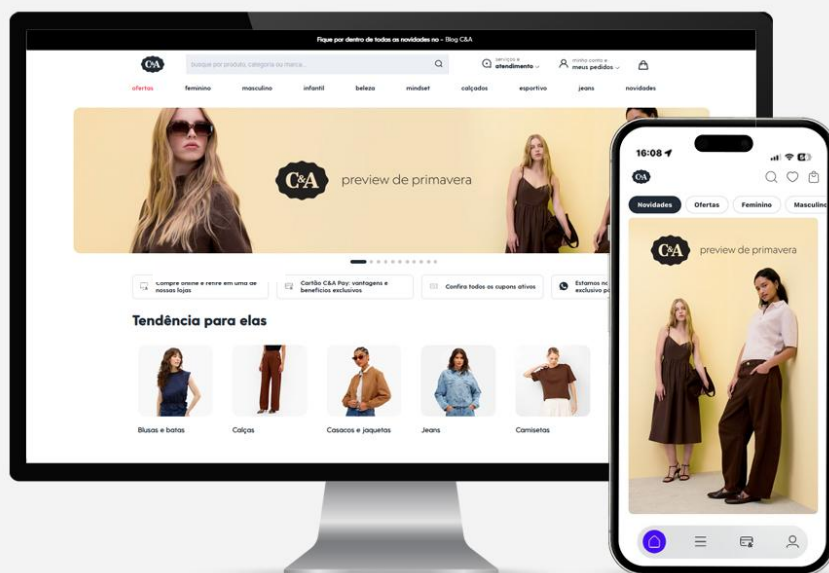 Fique por dentro de todas as novidades no - Blog C&A
C&A
busque por produto, categoria ou marca...
serviços e
atendimento
minha conta e
meus pedidos
ofertas feminino masculino infantil beleza mindset calçados esportivo jeans novidades
C&A preview de primavera
Compre online e retire em uma de
nossas lojas
Cartão C&A Pay: vantagens e
benefícios exclusivos
Confira todos os cupons ativos
Estamos no
exclusivo
Tendência para elas
Blusas e batas
Calças
Casacos e jaquetas
Jeans
Camisetas
16:08
C&A
Novidades Ofertas Feminino Masculino
C&A preview de primavera